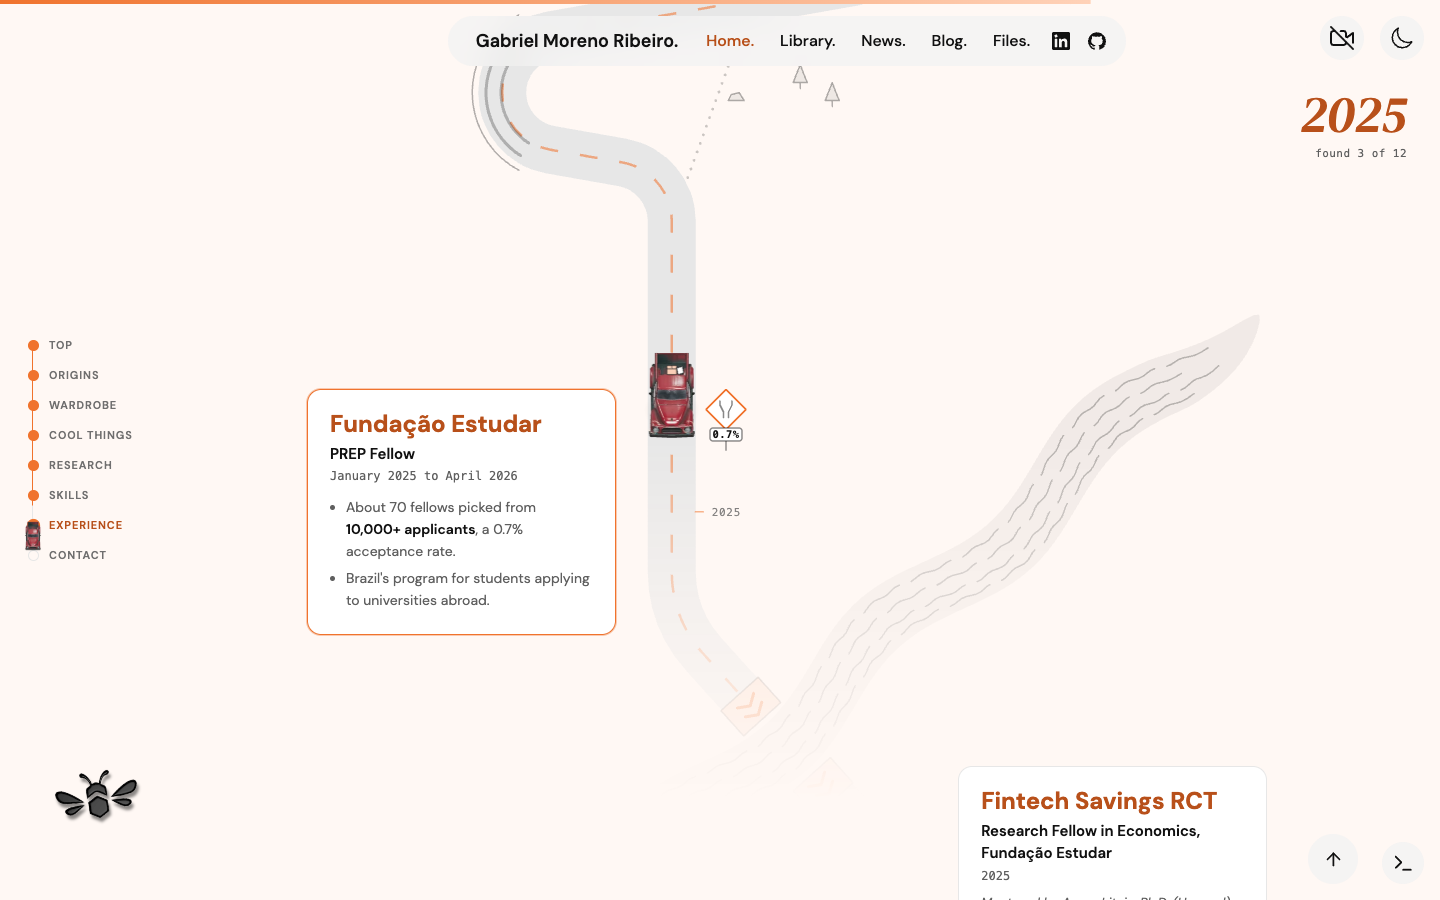 Gabriel Moreno Ribeiro.
Home.
Library.
News.
Blog.
Files.
2025
found 3 of 12
TOP
ORIGINS
WARDROBE
COOL THINGS
RESEARCH
SKILLS
EXPERIENCE
CONTACT
Fundação Estudar
PREP Fellow
January 2025 to April 2026
About 70 fellows picked from
10,000+ applicants, a 0.7%
acceptance rate.
Brazil's program for students applying
to universities abroad.
0.7%
2025
Fintech Savings RCT
Research Fellow in Economics,
Fundação Estudar
2025